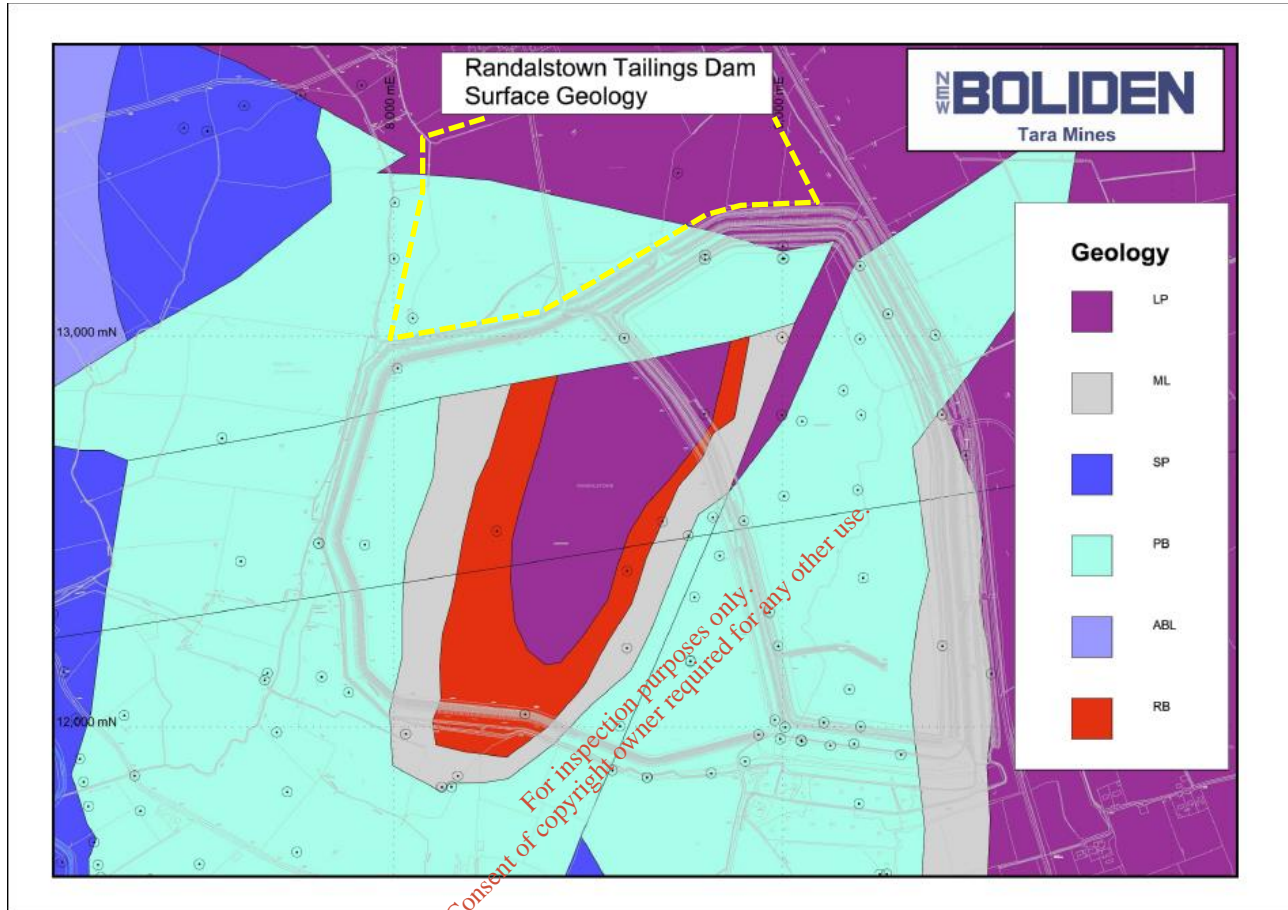 Randalstown Tailings Dam
Surface Geology
NEW BOLIDEN
Tara Mines
8,000 mE
000 mE
13,000 mN
12,000 mN
Geology
LP
ML
SP
PB
ABL
RB
For inspection purposes only.
Consent of copyright owner required for any other use.